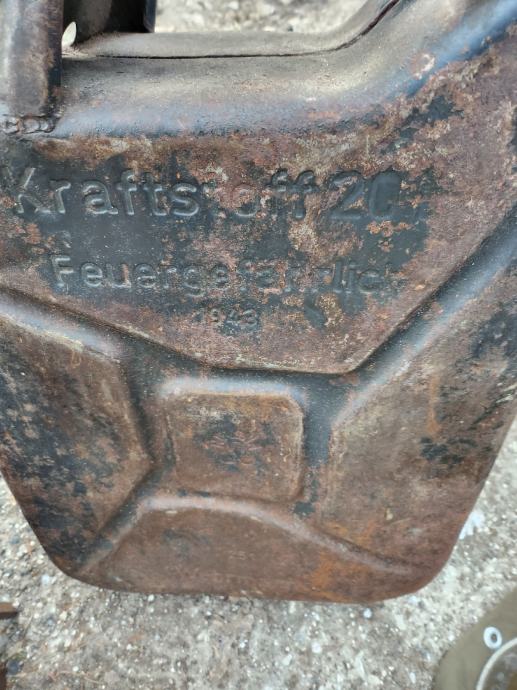 Kraftstoff 20 l
Feuergefährlich
1943